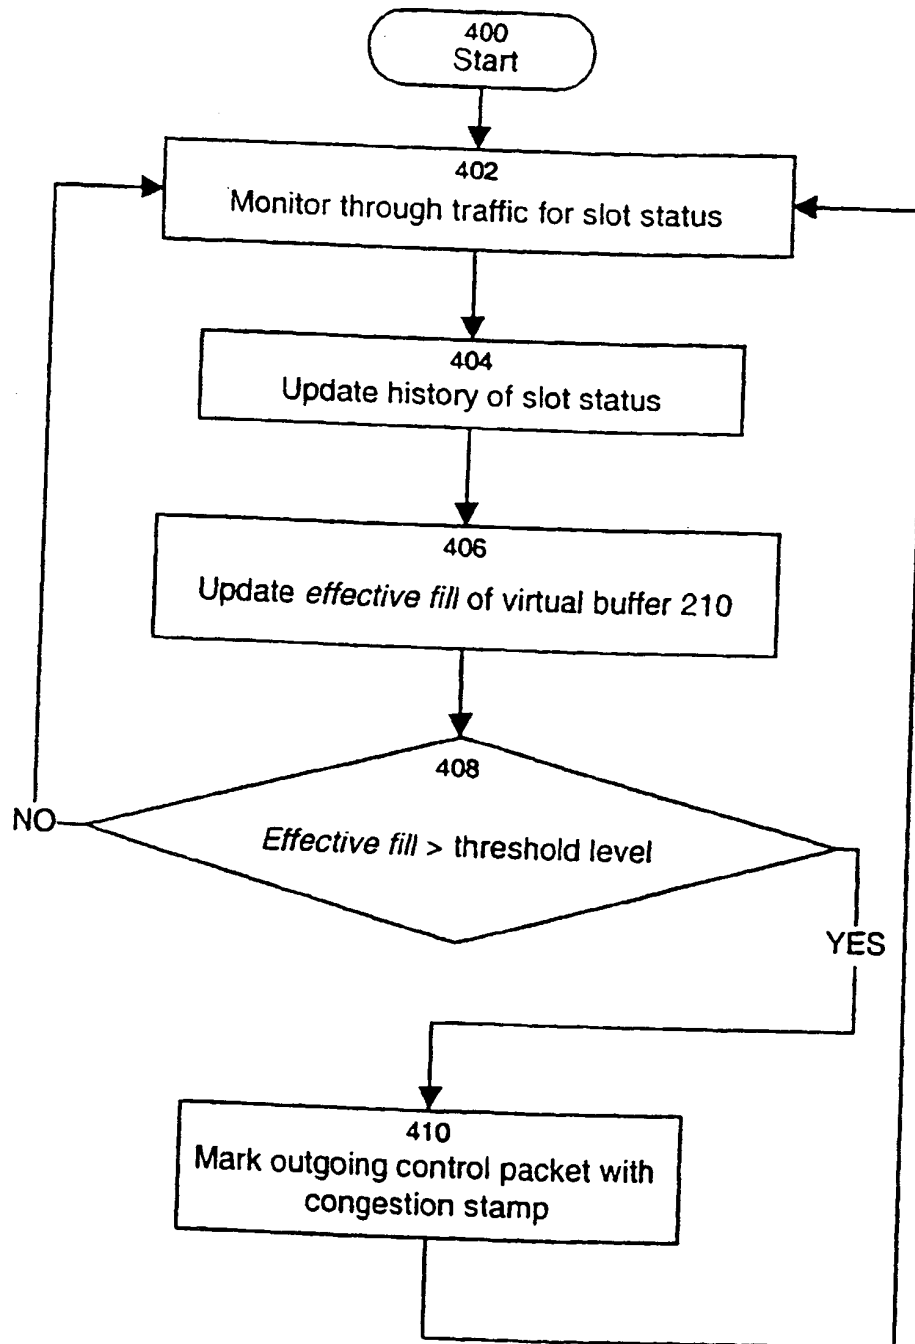 400
Start
402
Monitor through traffic for slot status
404
Update history of slot status
406
Update effective fill of virtual buffer 210
408
NO
Effective fill > threshold level
YES
410
Mark outgoing control packet with
congestion stamp